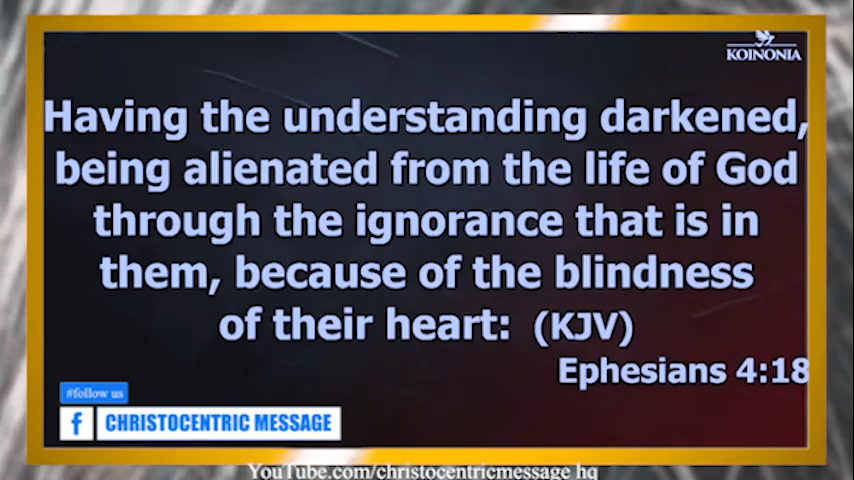 KOINONIA
Having the understanding darkened,
being alienated from the life of God
through the ignorance that is in
them, because of the blindness
of their heart: (KJV)
Ephesians 4:18
#follow us
f CHRISTOCENTRIC MESSAGE
YouTube.com/christocentricmessage hq